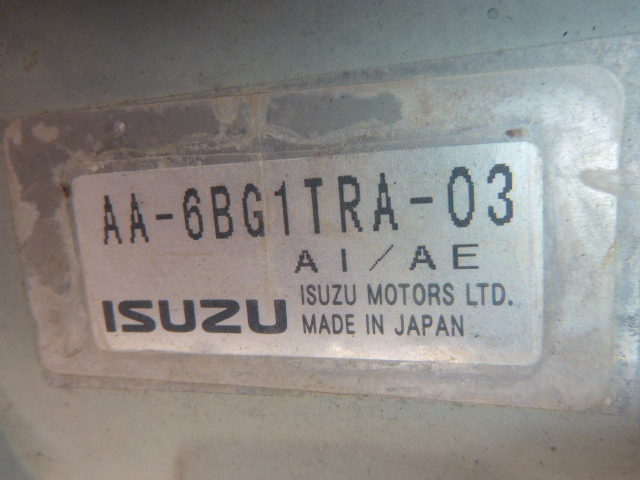 AA-6BG1TRA-03
AI/AE
ISUZU
ISUZU MOTORS LTD.
MADE IN JAPAN